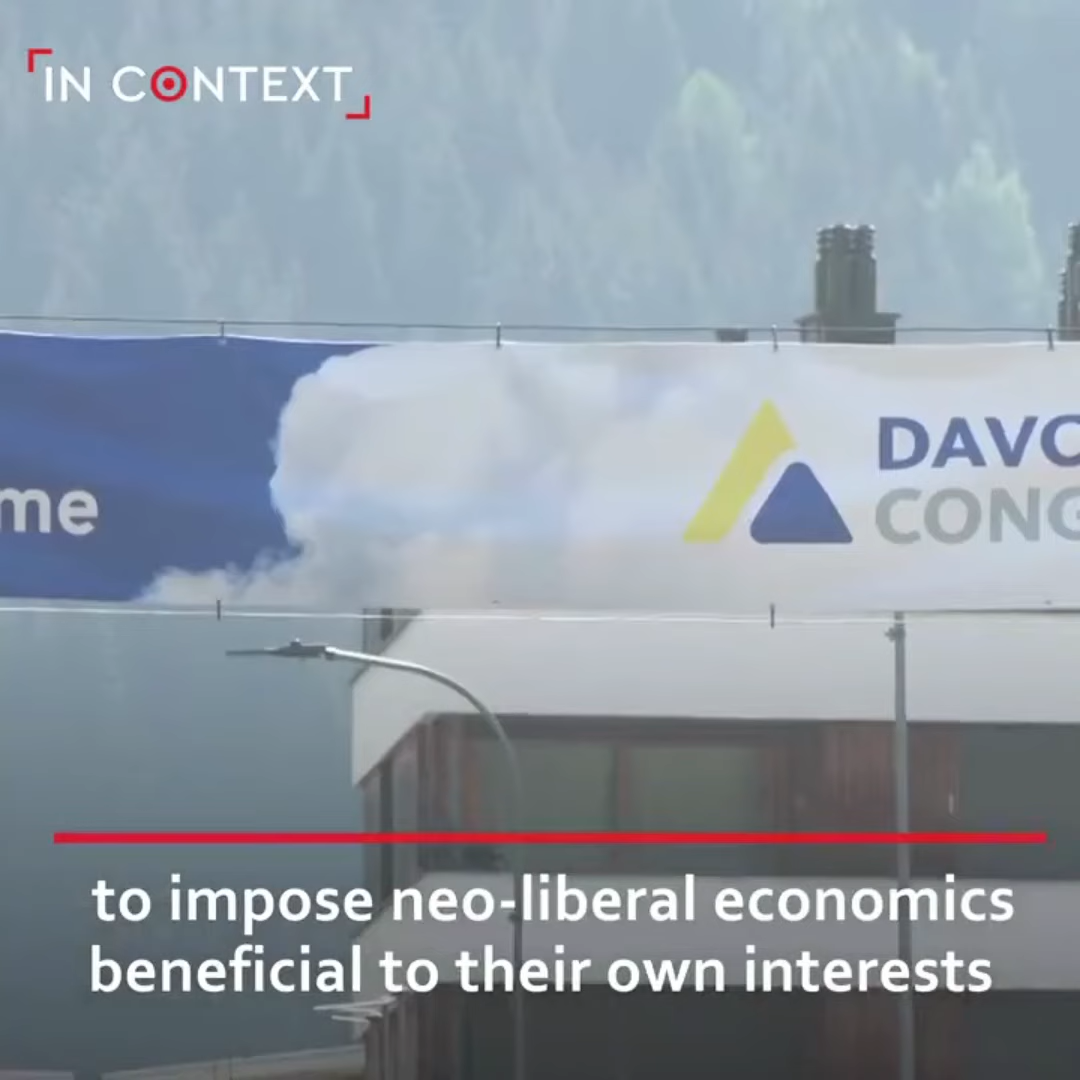 IN CONTEXT
me
DAVO
CONG
to impose neo-liberal economics
beneficial to their own interests